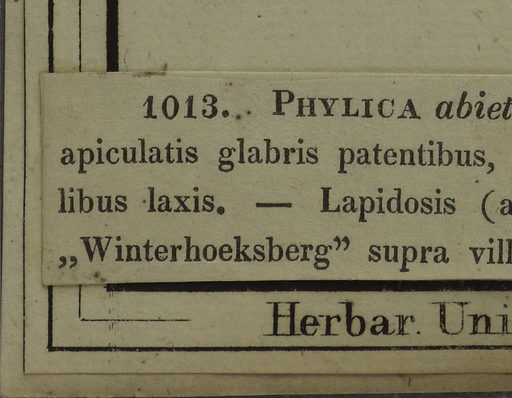 1013. PHYLICA abiet
apiculatis glabris patentibus,
libus laxis. — Lapidosis (a
„Winterhoeksberg” supra vill
Herbar. Uni